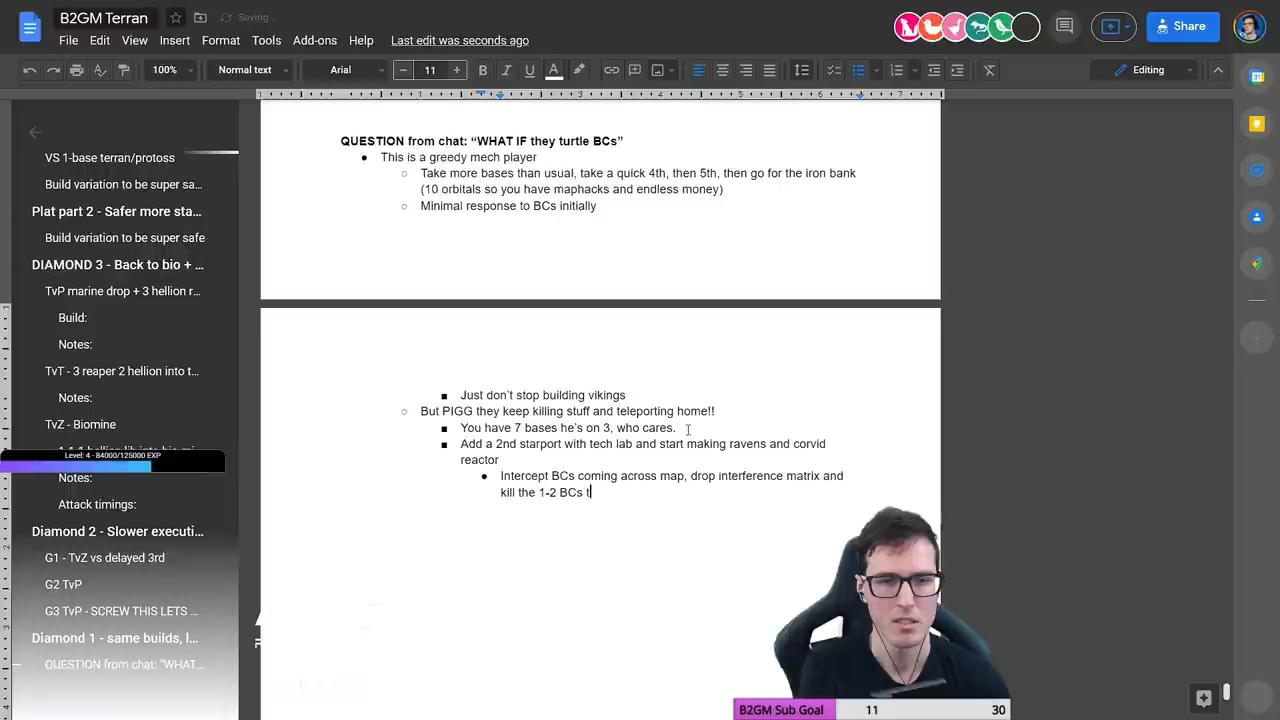 B2GM Terran
Saving...
File Edit View Insert Format Tools Add-ons Help Last edit was seconds ago
Share
100% Normal text Arial 11 Editing
VS 1-base terran/protoss
Build variation to be super sa...
Plat part 2 - Safer more sta...
Build variation to be super safe
DIAMOND 3 - Back to bio + ...
TvP marine drop + 3 hellion r...
Build:
Notes:
TvT - 3 reaper 2 hellion into t...
Notes:
TvZ - Biomine
Level: 4 - 84000/125000 EXP
Notes:
Attack timings:
Diamond 2 - Slower executi...
G1 - TvZ vs delayed 3rd
G2 TvP
G3 TvP - SCREW THIS LETS ...
Diamond 1 - same builds, l...
QUESTION from chat: “WHAT...
QUESTION from chat: “WHAT IF they turtle BCs”
● This is a greedy mech player
○ Take more bases than usual, take a quick 4th, then 5th, then go for the iron bank
(10 orbitals so you have maphacks and endless money)
○ Minimal response to BCs initially
■ Just don’t stop building vikings
○ But PIGG they keep killing stuff and teleporting home!!
■ You have 7 bases he’s on 3, who cares.
■ Add a 2nd starport with tech lab and start making ravens and corvid
reactor
● Intercept BCs coming across map, drop interference matrix and
kill the 1-2 BCs t
B2GM Sub Goal 11 30